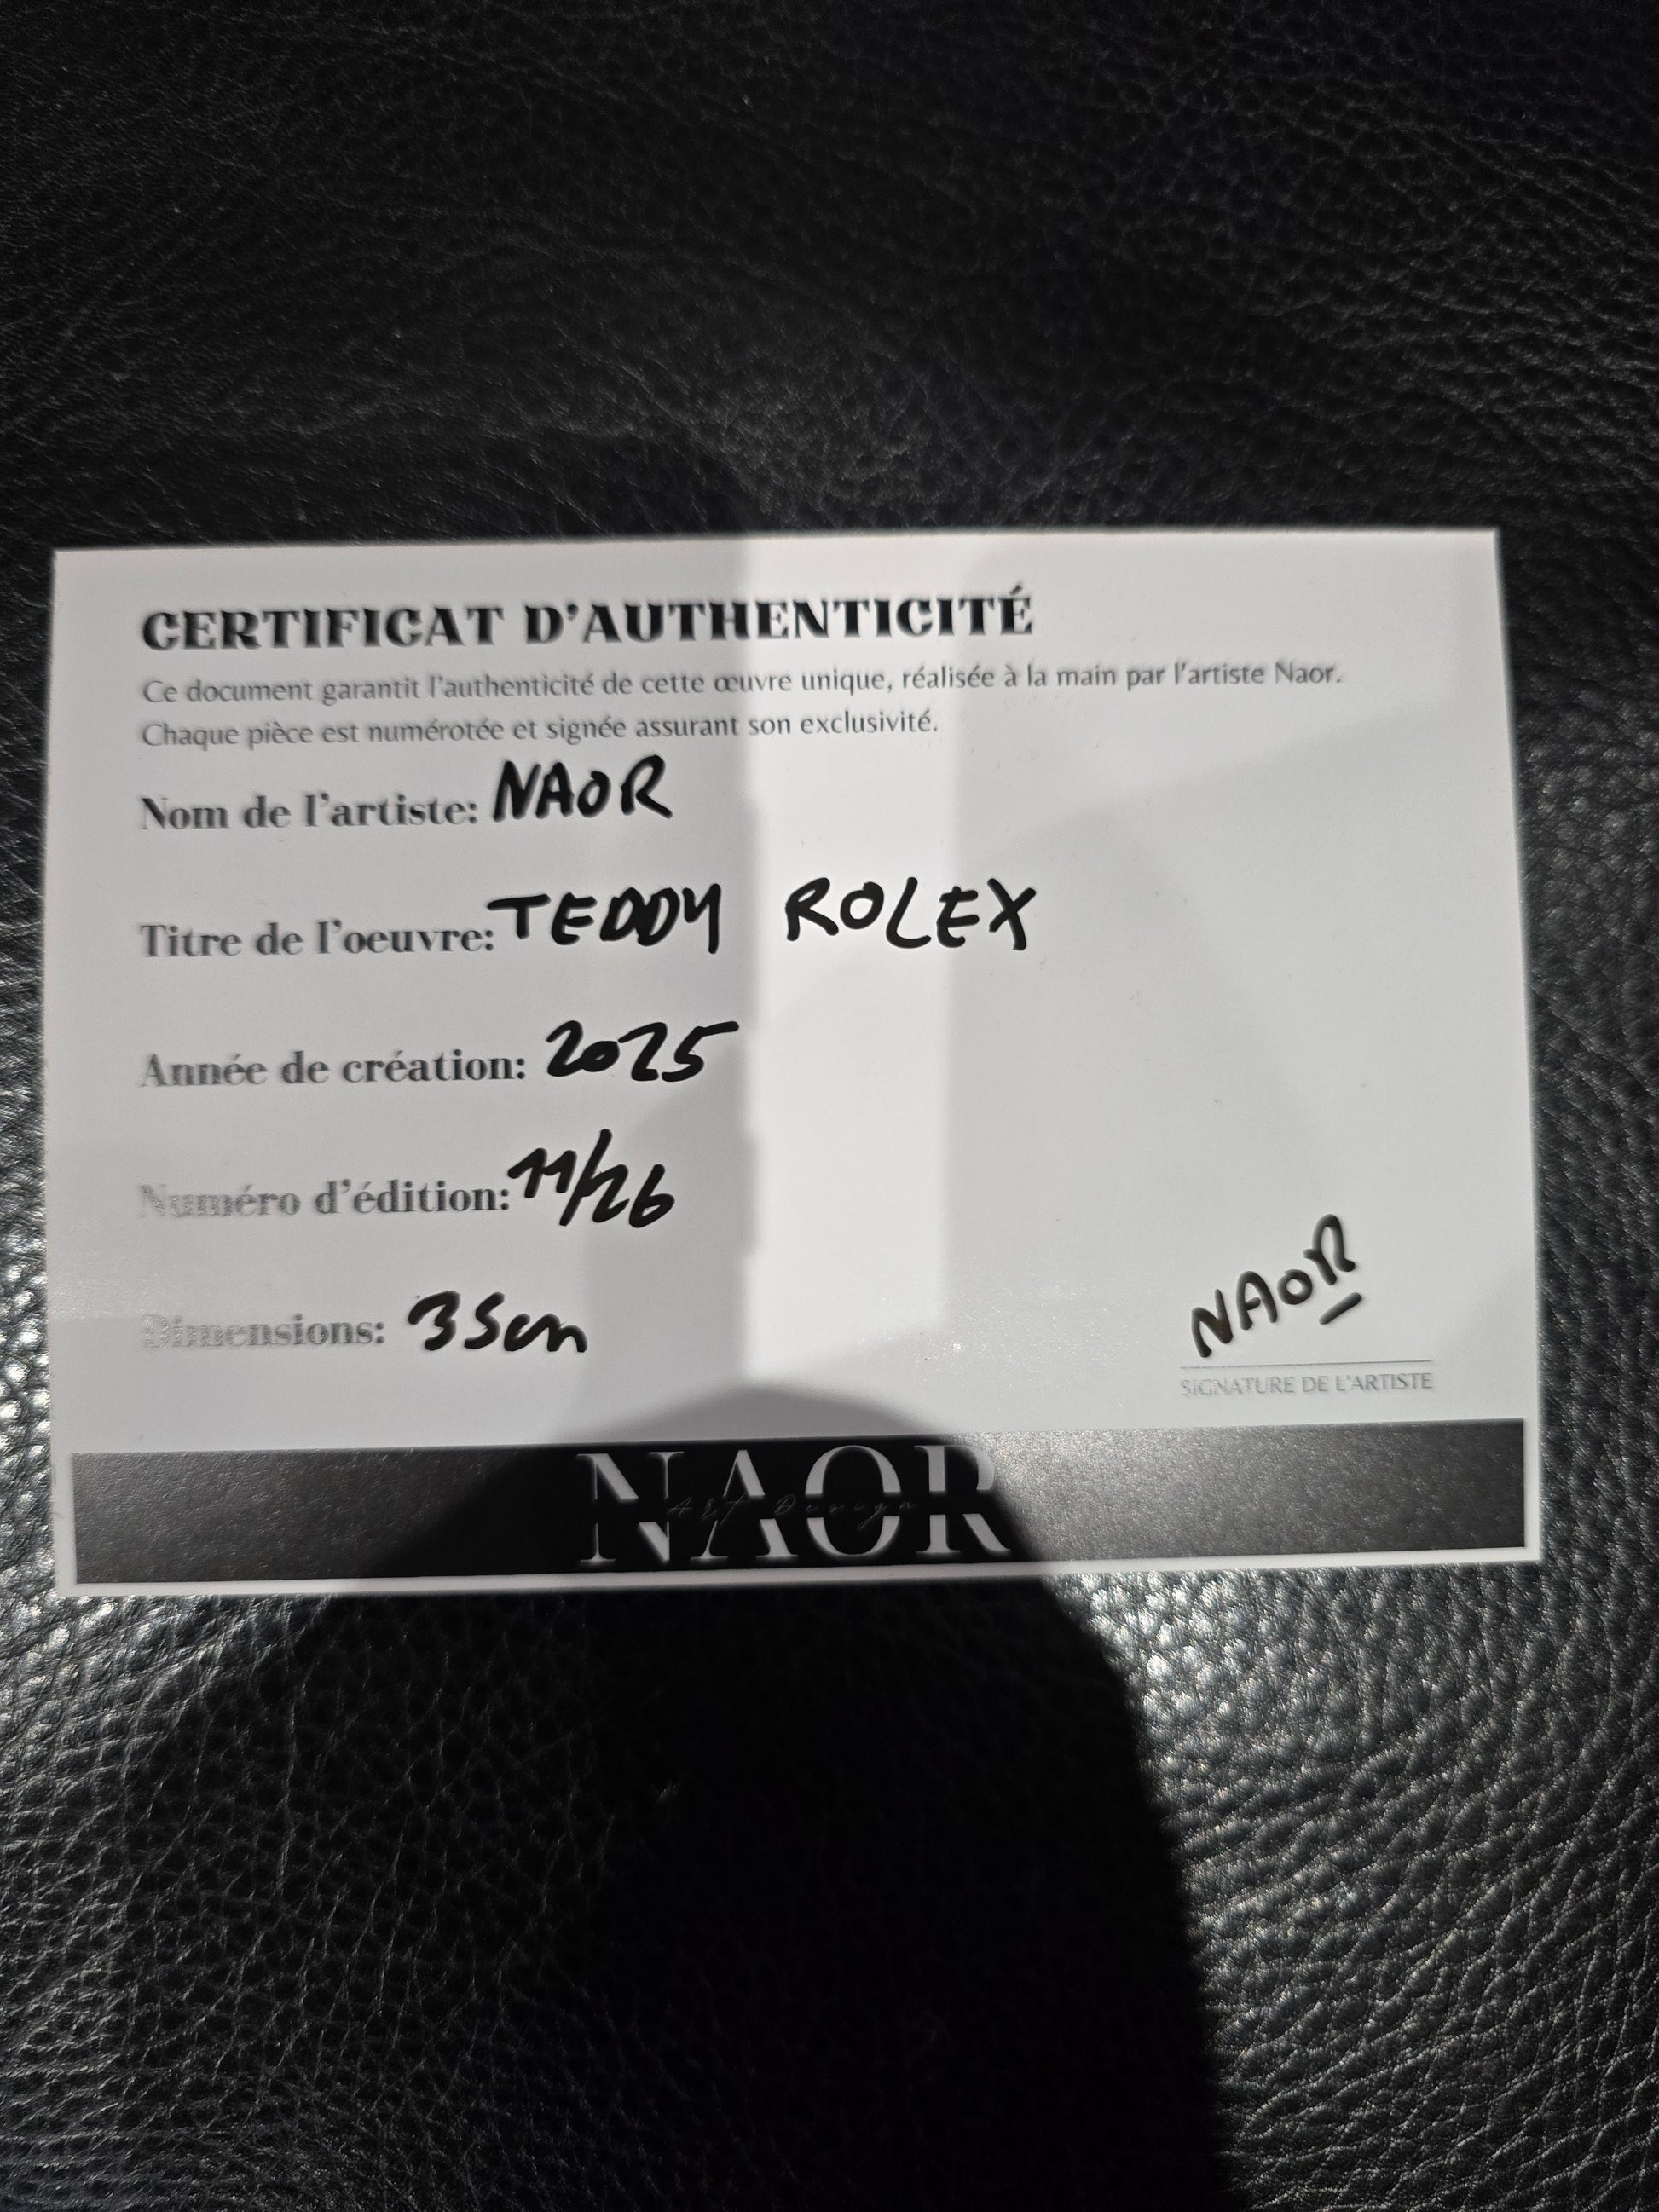 CERTIFICAT D'AUTHENTICITÉ
Ce document garantit l'authenticité de cette œuvre unique, réalisée à la main par l'artiste Naor.
Chaque pièce est numérotée et signée assurant son exclusivité.
Nom de l'artiste: NAOR
Titre de l'oeuvre: TEDDY ROLEX
Année de création: 2025
Numéro d'édition: 11/26
Dimensions: 35cm
NAOR
SIGNATURE DE L'ARTISTE
NAOR
Art Design